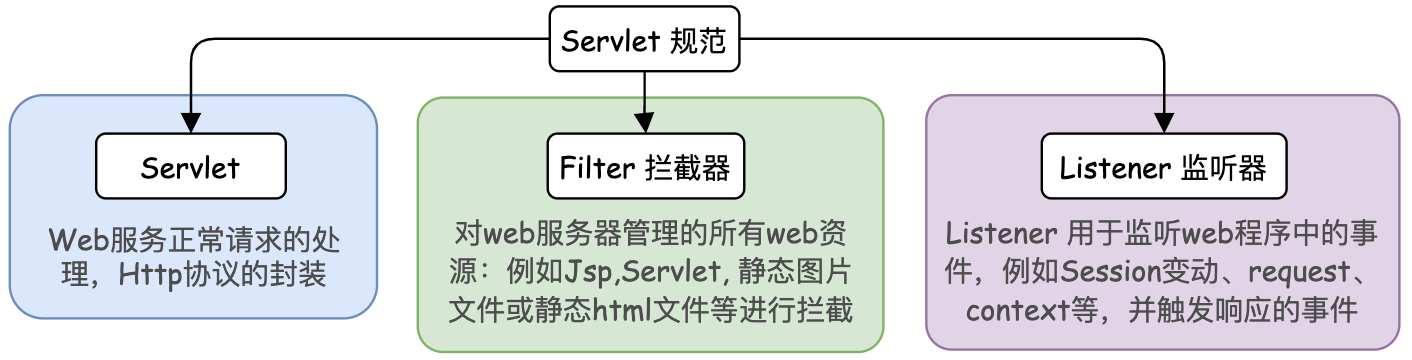 Servlet 规范
Servlet
Web服务正常请求的处
理，Http协议的封装
Filter 拦截器
对web服务器管理的所有web资
源：例如Jsp,Servlet, 静态图片
文件或静态html文件等进行拦截
Listener 监听器
Listener 用于监听web程序中的事
件，例如Session变动、request、
context等，并触发响应的事件